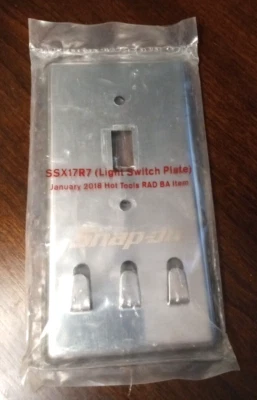 SSX17R7 (Light Switch Plate)
January 2018 Hot Tools RAD BA Item
Snap-on